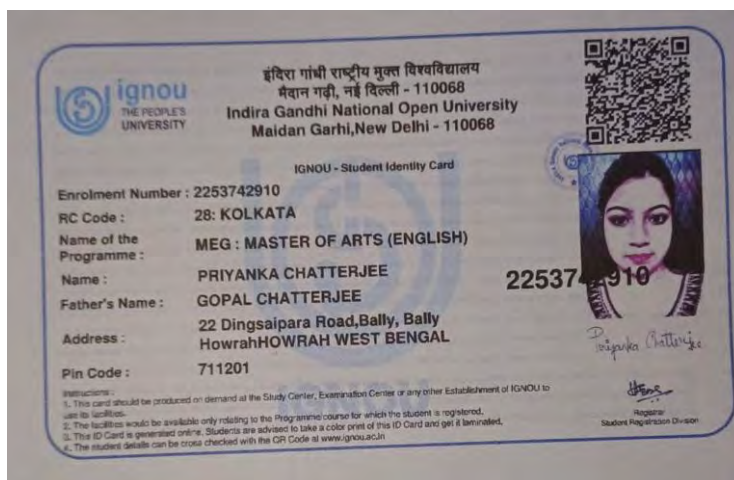 ignou
THE PEOPLE'S
UNIVERSITY
इंदिरा गांधी राष्ट्रीय मुक्त विश्वविद्यालय
मैदान गढ़ी, नई दिल्ली - 110068
Indira Gandhi National Open University
Maidan Garhi,New Delhi - 110068
IGNOU - Student Identity Card
Enrolment Number : 2253742910
RC Code : 28: KOLKATA
Name of the Programme : MEG : MASTER OF ARTS (ENGLISH)
Name : PRIYANKA CHATTERJEE
Father's Name : GOPAL CHATTERJEE
Address : 22 Dingsaipara Road,Bally, Bally
HowrahHOWRAH WEST BENGAL
Pin Code : 711201
2253742910
Priyanka Chatterjee
Registrar
Student Registration Division
Instructions :
1. This card should be produced on demand at the Study Center, Examination Center or any other Establishment of IGNOU to
use its facilities.
2. The facilities would be available only relating to the Programme/course for which the student is registered.
3. This ID Card is generated online. Students are advised to take a color print of this ID Card and get it laminated.
4. The student details can be cross checked with the QR Code at www.ignou.ac.in